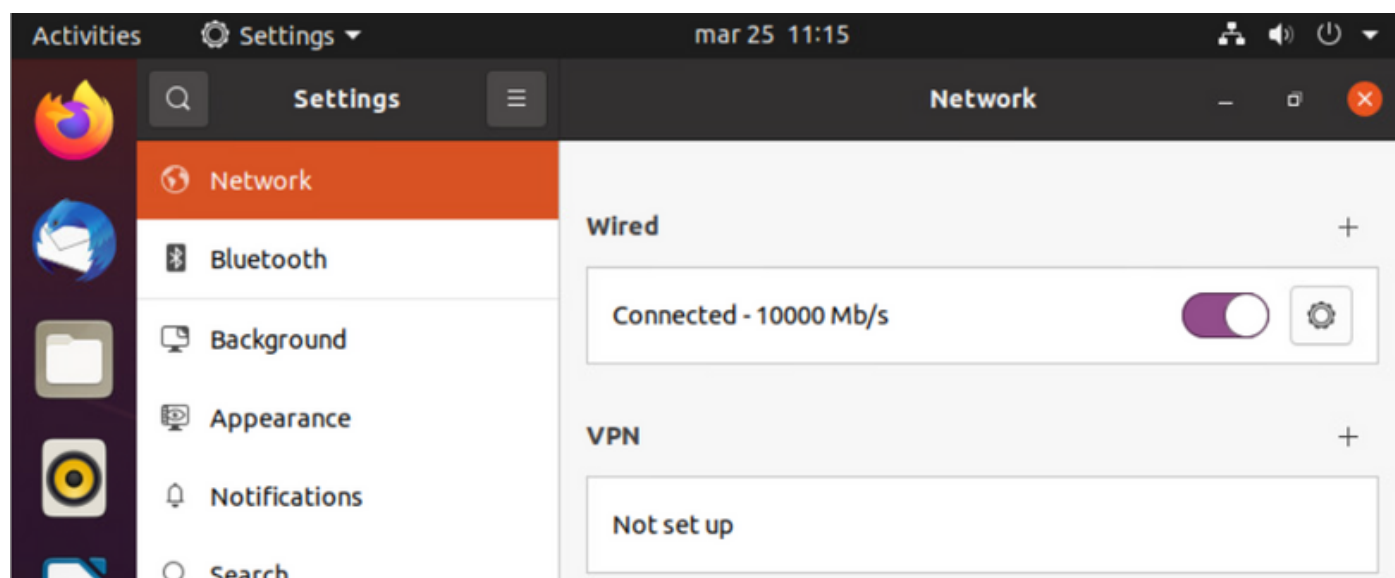 Activities Settings mar 25 11:15
Settings Network
Network
Bluetooth
Background
Appearance
Notifications
Search
Wired
Connected - 10000 Mb/s
VPN
Not set up